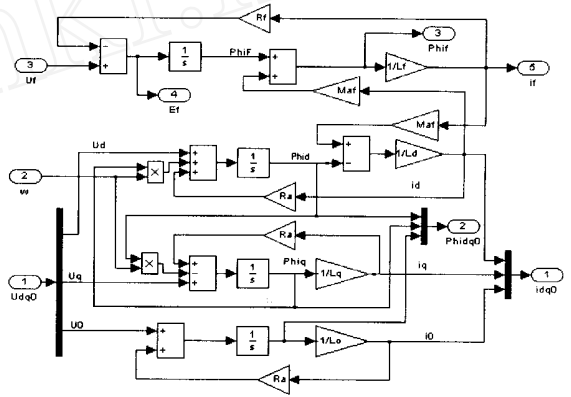 Rf
3
Uf
−
+
1
s
PhiF
+
+
3
Phif
1/Lf
5
if
4
Ef
Maf
Maf
Ud
2
w
×
+
+
+
1
s
Phid
+
−
1/Ld
id
Ra
2
Phidq0
Ra
1
Udq0
Uq
×
+
−
+
1
s
Phiq
1/Lq
iq
1
idq0
U0
+
+
1
s
1/Lo
i0
Ra